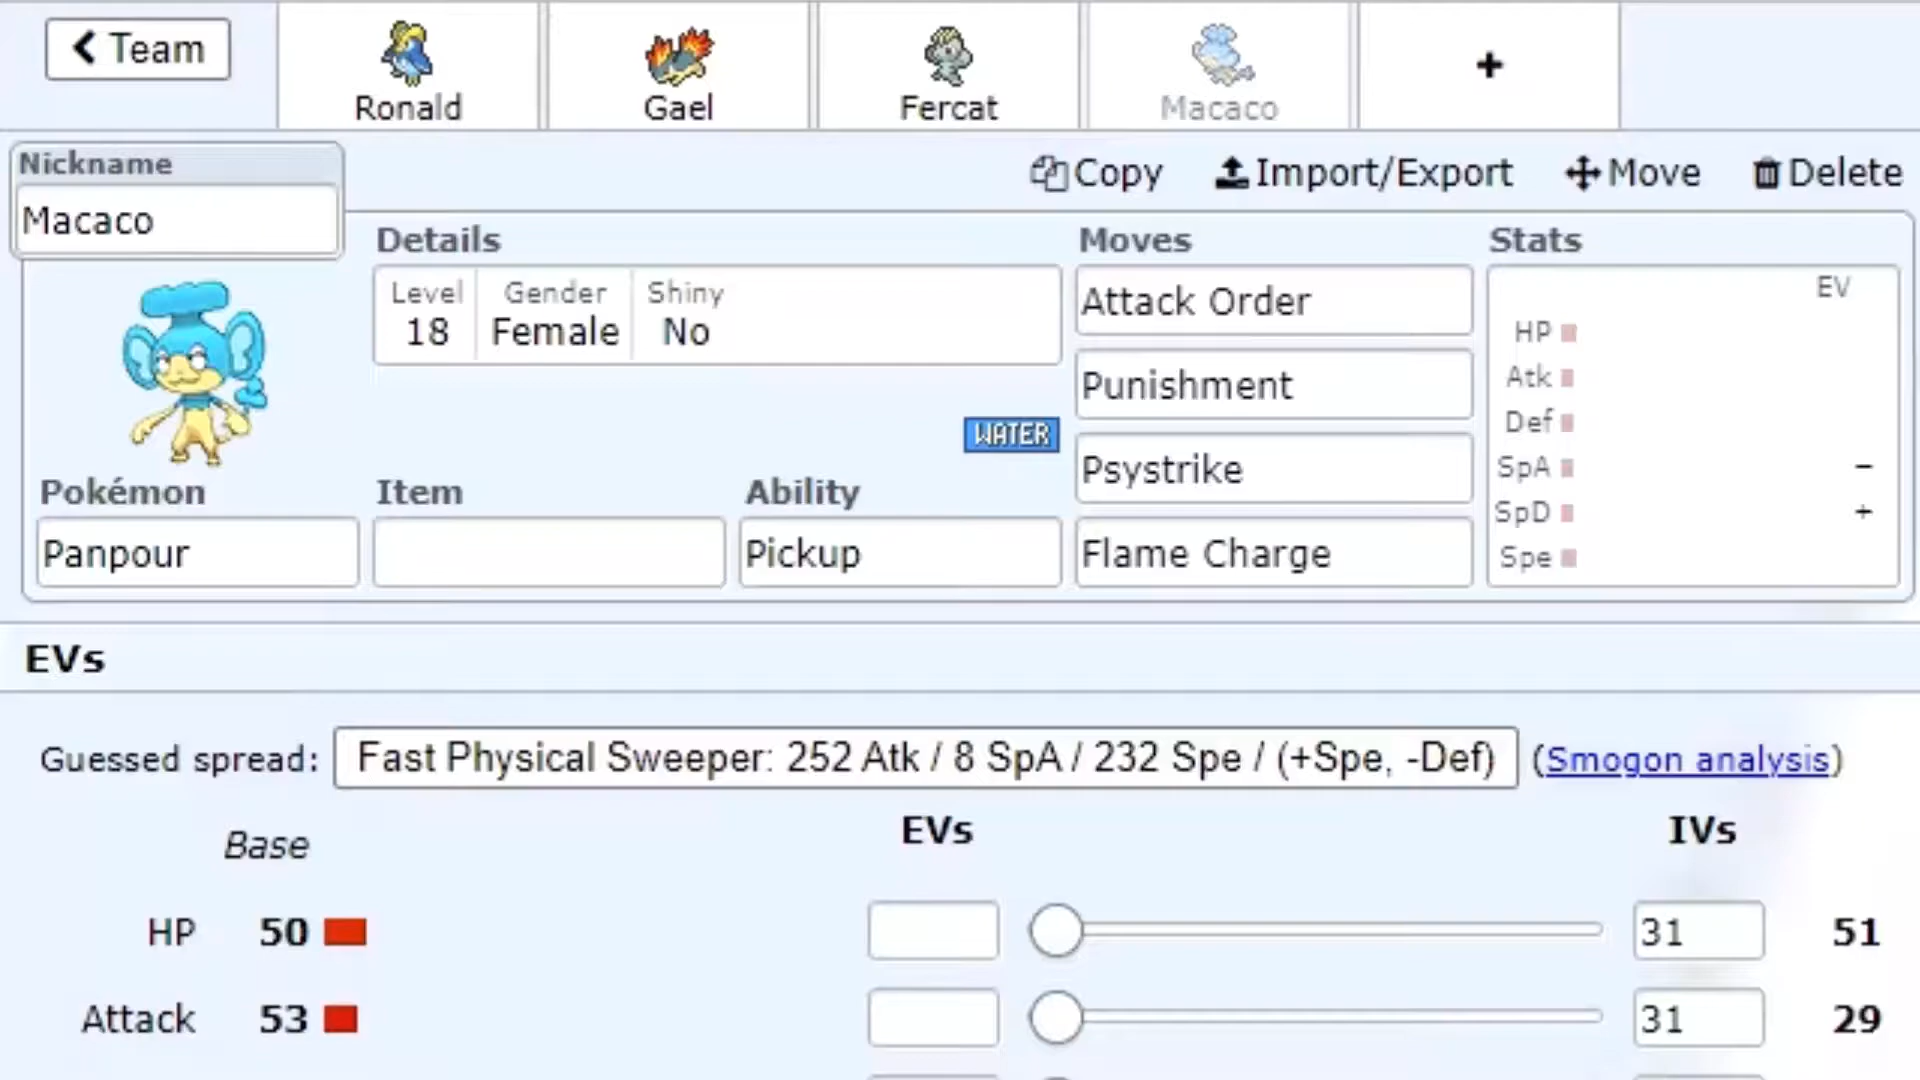 Team
Ronald
Gael
Fercat
Macaco
+
Nickname
Macaco
Copy
Import/Export
Move
Delete
Details
Level
18
Gender
Female
Shiny
No
WATER
Pokémon
Panpour
Item
Ability
Pickup
Moves
Attack Order
Punishment
Psystrike
Flame Charge
Stats
EV
HP
Atk
Def
SpA −
SpD +
Spe
EVs
Guessed spread: Fast Physical Sweeper: 252 Atk / 8 SpA / 232 Spe / (+Spe, -Def) (Smogon analysis)
Base EVs IVs
HP 50 31 51
Attack 53 31 29